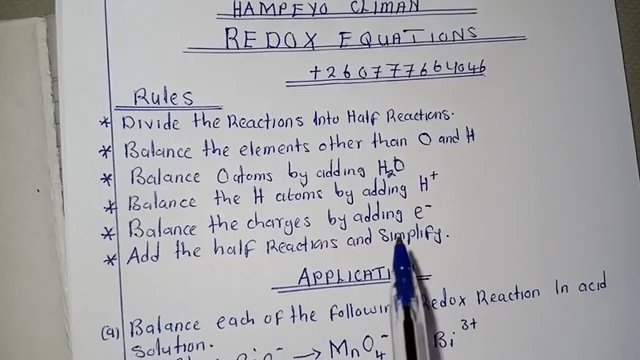 HAMPEYO CLIMAN
REDOX EQUATIONS
+260777664046
Rules
* Divide the Reactions Into Half Reactions.
* Balance the elements other than O and H
* Balance O atoms by adding H₂O
* Balance the H atoms by adding H⁺
* Balance the charges by adding e⁻
* Add the half Reactions and Simplify.
APPLICATI
(a) Balance each of the followin Redox Reaction In acid
Solution.
→ MnO₄⁻ Bi³⁺